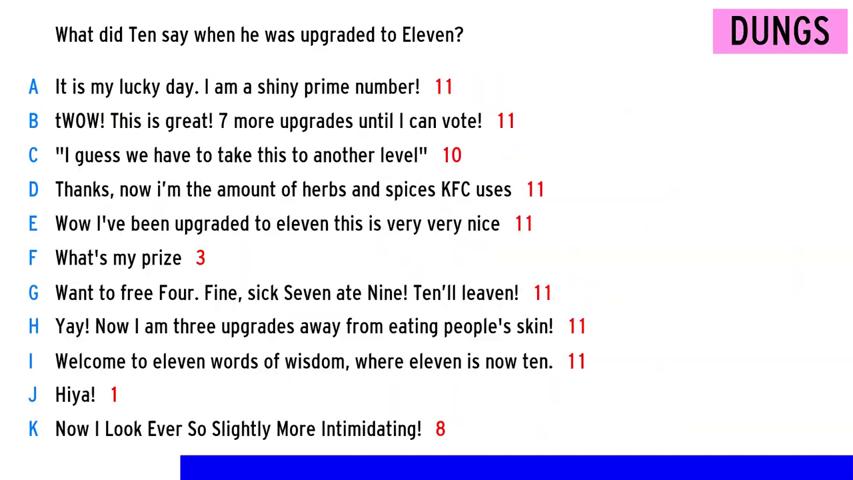 What did Ten say when he was upgraded to Eleven?
DUNGS
A It is my lucky day. I am a shiny prime number! 11
B tWOW! This is great! 7 more upgrades until I can vote! 11
C "I guess we have to take this to another level" 10
D Thanks, now i'm the amount of herbs and spices KFC uses 11
E Wow I've been upgraded to eleven this is very very nice 11
F What's my prize 3
G Want to free Four. Fine, sick Seven ate Nine! Ten'll leaven! 11
H Yay! Now I am three upgrades away from eating people's skin! 11
I Welcome to eleven words of wisdom, where eleven is now ten. 11
J Hiya! 1
K Now I Look Ever So Slightly More Intimidating! 8